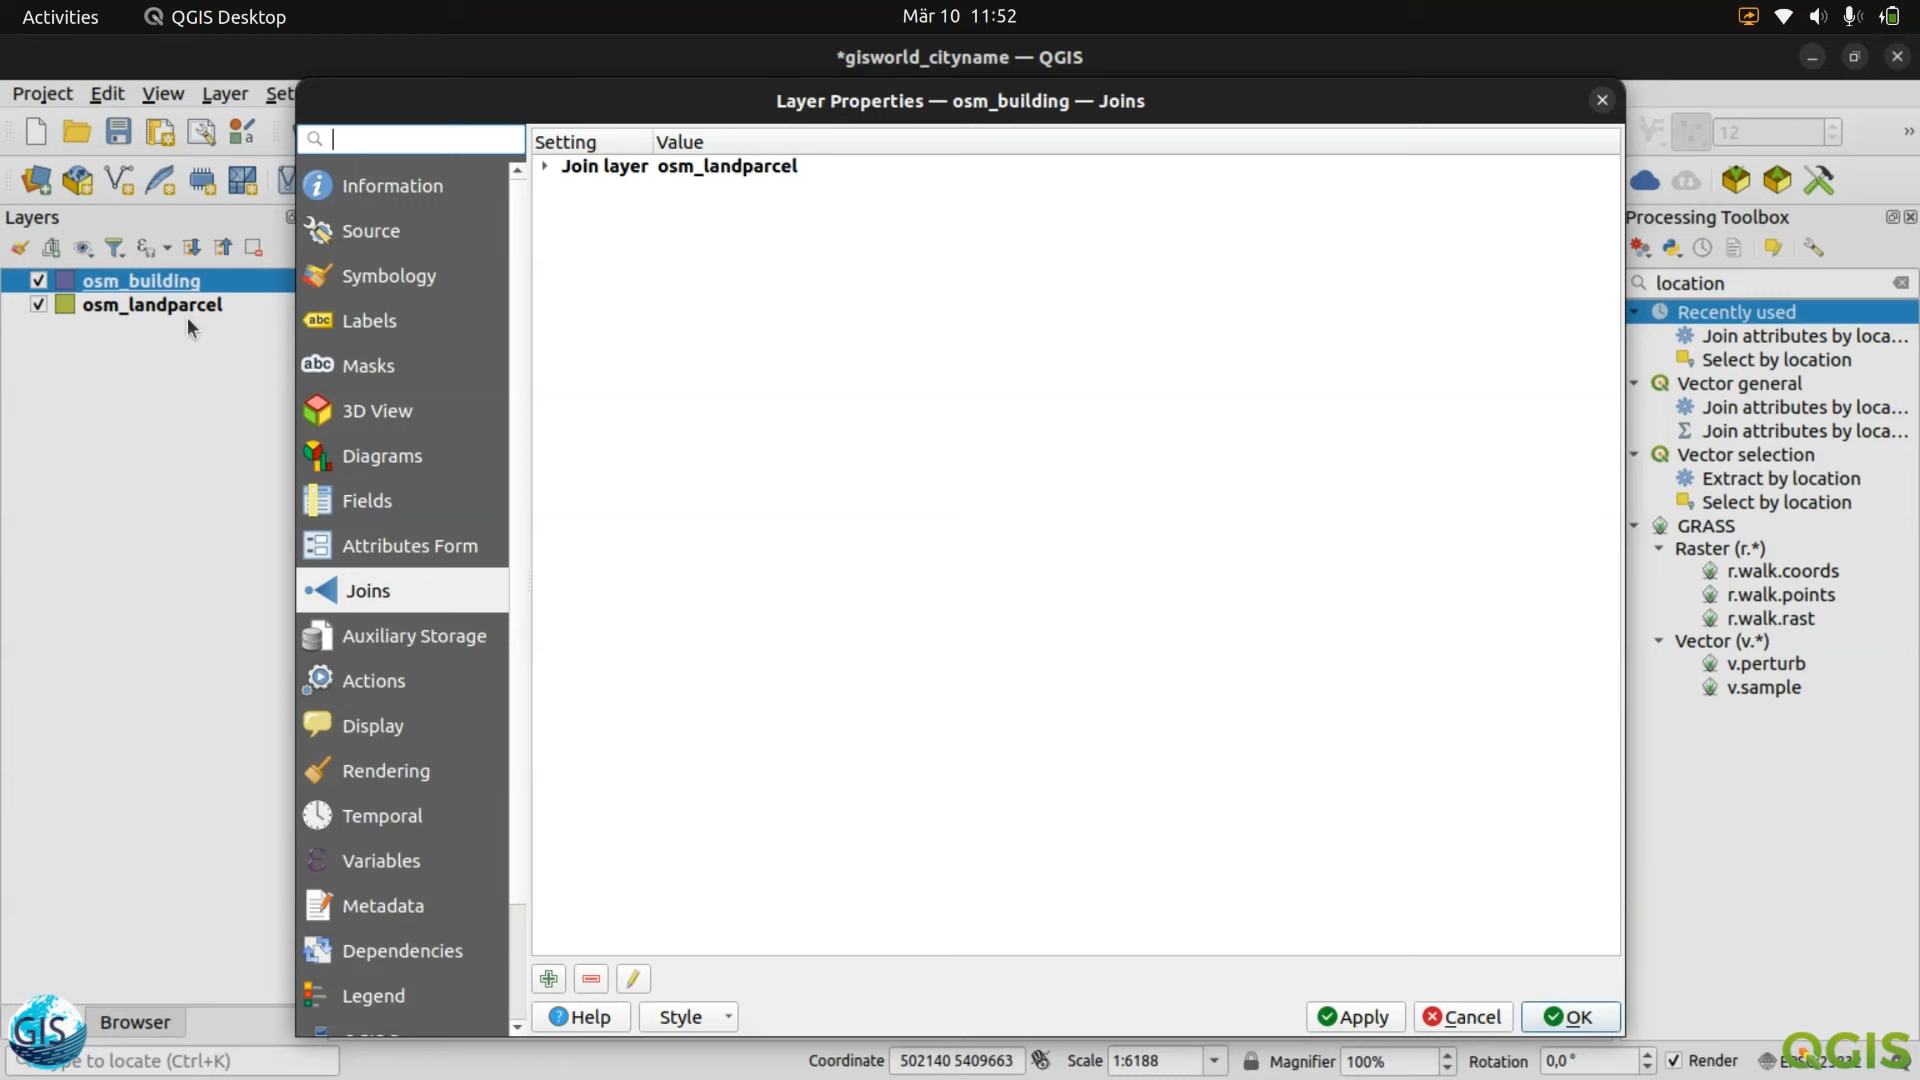 Activities QGIS Desktop Mär 10 11:52
*gisworld_cityname — QGIS
Project Edit View Layer Set
Layer Properties — osm_building — Joins
12
Setting Value
Join layer osm_landparcel
Information
Source
Symbology
abc Labels
abc Masks
3D View
Diagrams
Fields
Attributes Form
Joins
Auxiliary Storage
Actions
Display
Rendering
Temporal
Variables
Metadata
Dependencies
Legend
Layers
osm_building
osm_landparcel
Processing Toolbox
location
Recently used
Join attributes by loca...
Select by location
Vector general
Join attributes by loca...
Join attributes by loca...
Vector selection
Extract by location
Select by location
GRASS
Raster (r.*)
r.walk.coords
r.walk.points
r.walk.rast
Vector (v.*)
v.perturb
v.sample
Help Style Apply Cancel OK
GIS Browser
QGIS
to locate (Ctrl+K) Coordinate 502140 5409663 Scale 1:6188 Magnifier 100% Rotation 0,0 ° Render